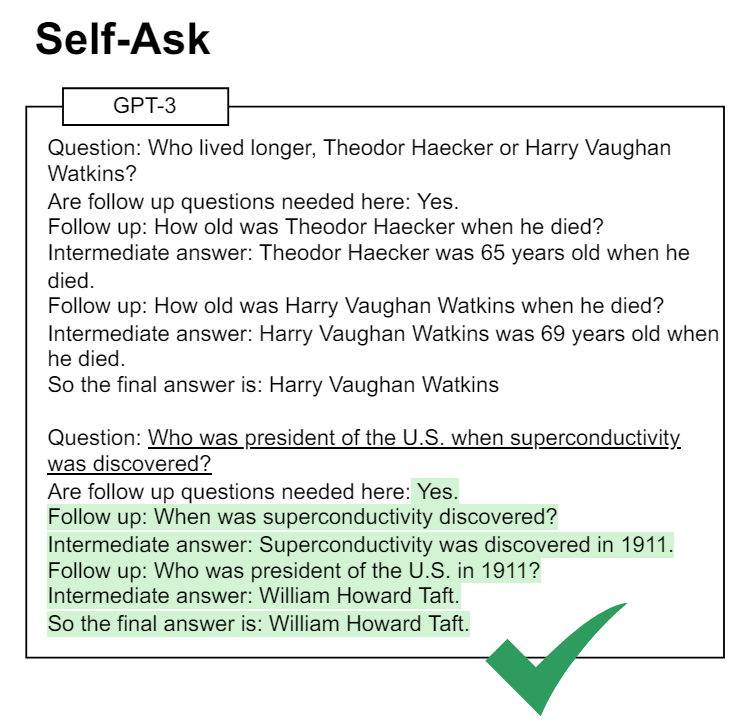 Self-Ask
GPT-3
Question: Who lived longer, Theodor Haecker or Harry Vaughan
Watkins?
Are follow up questions needed here: Yes.
Follow up: How old was Theodor Haecker when he died?
Intermediate answer: Theodor Haecker was 65 years old when he
died.
Follow up: How old was Harry Vaughan Watkins when he died?
Intermediate answer: Harry Vaughan Watkins was 69 years old when
he died.
So the final answer is: Harry Vaughan Watkins
Question: Who was president of the U.S. when superconductivity
was discovered?
Are follow up questions needed here: Yes.
Follow up: When was superconductivity discovered?
Intermediate answer: Superconductivity was discovered in 1911.
Follow up: Who was president of the U.S. in 1911?
Intermediate answer: William Howard Taft.
So the final answer is: William Howard Taft.